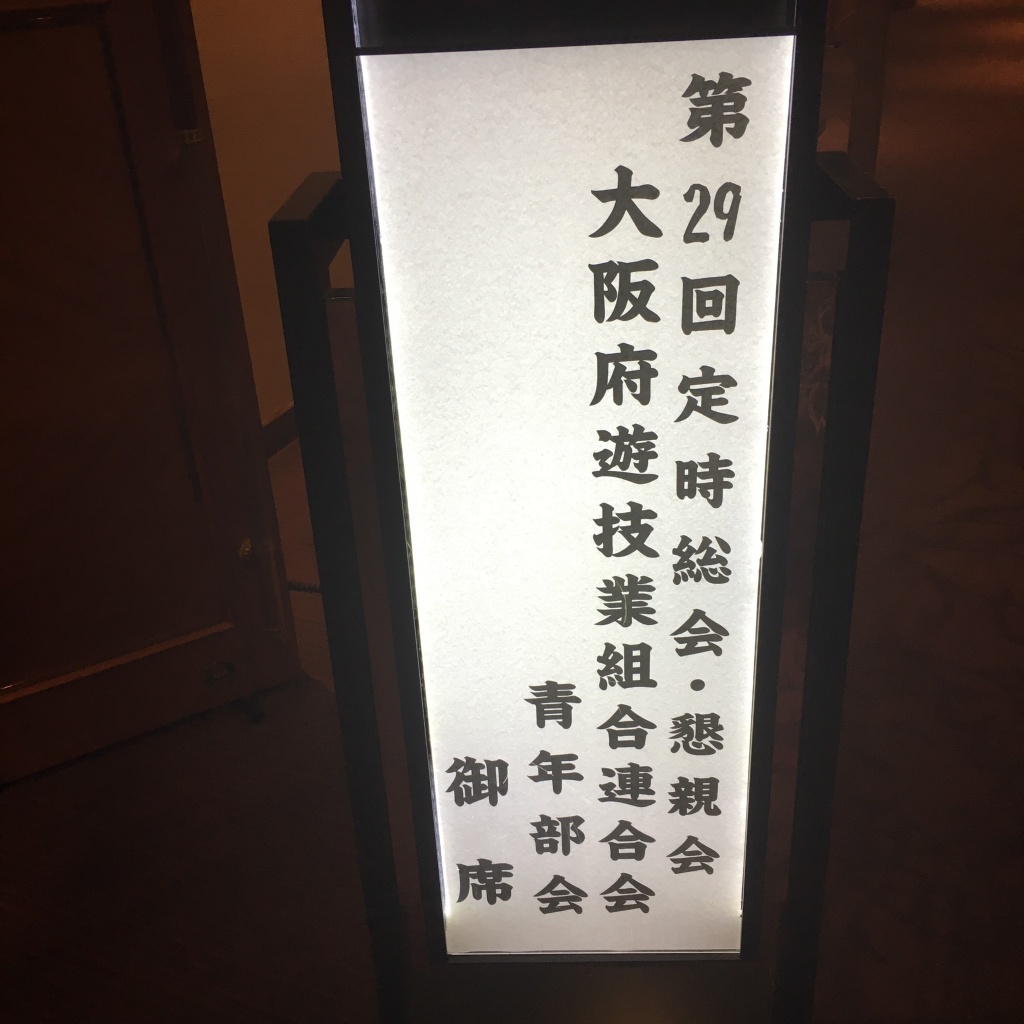 第29回定時総会・懇親会
大阪府遊技業組合連合会
青年部会
御席